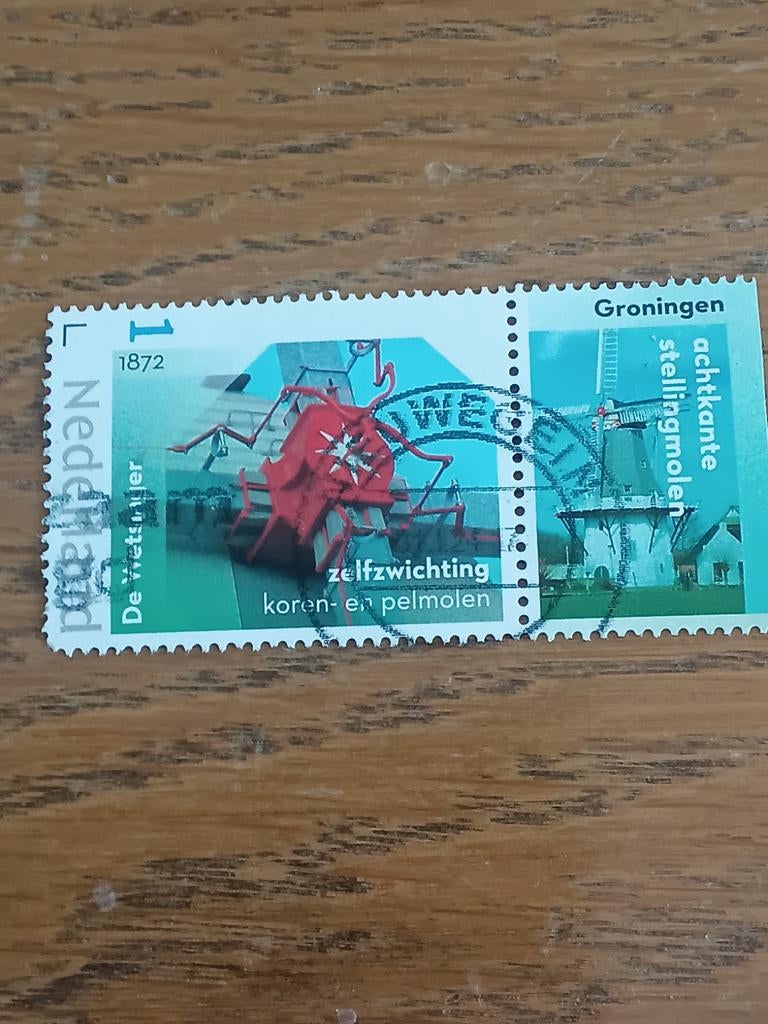 1
1872
Nederland
De Wetsinger
zelfzwichting
koren- en pelmolen
Groningen
achtkante
stellingmolen